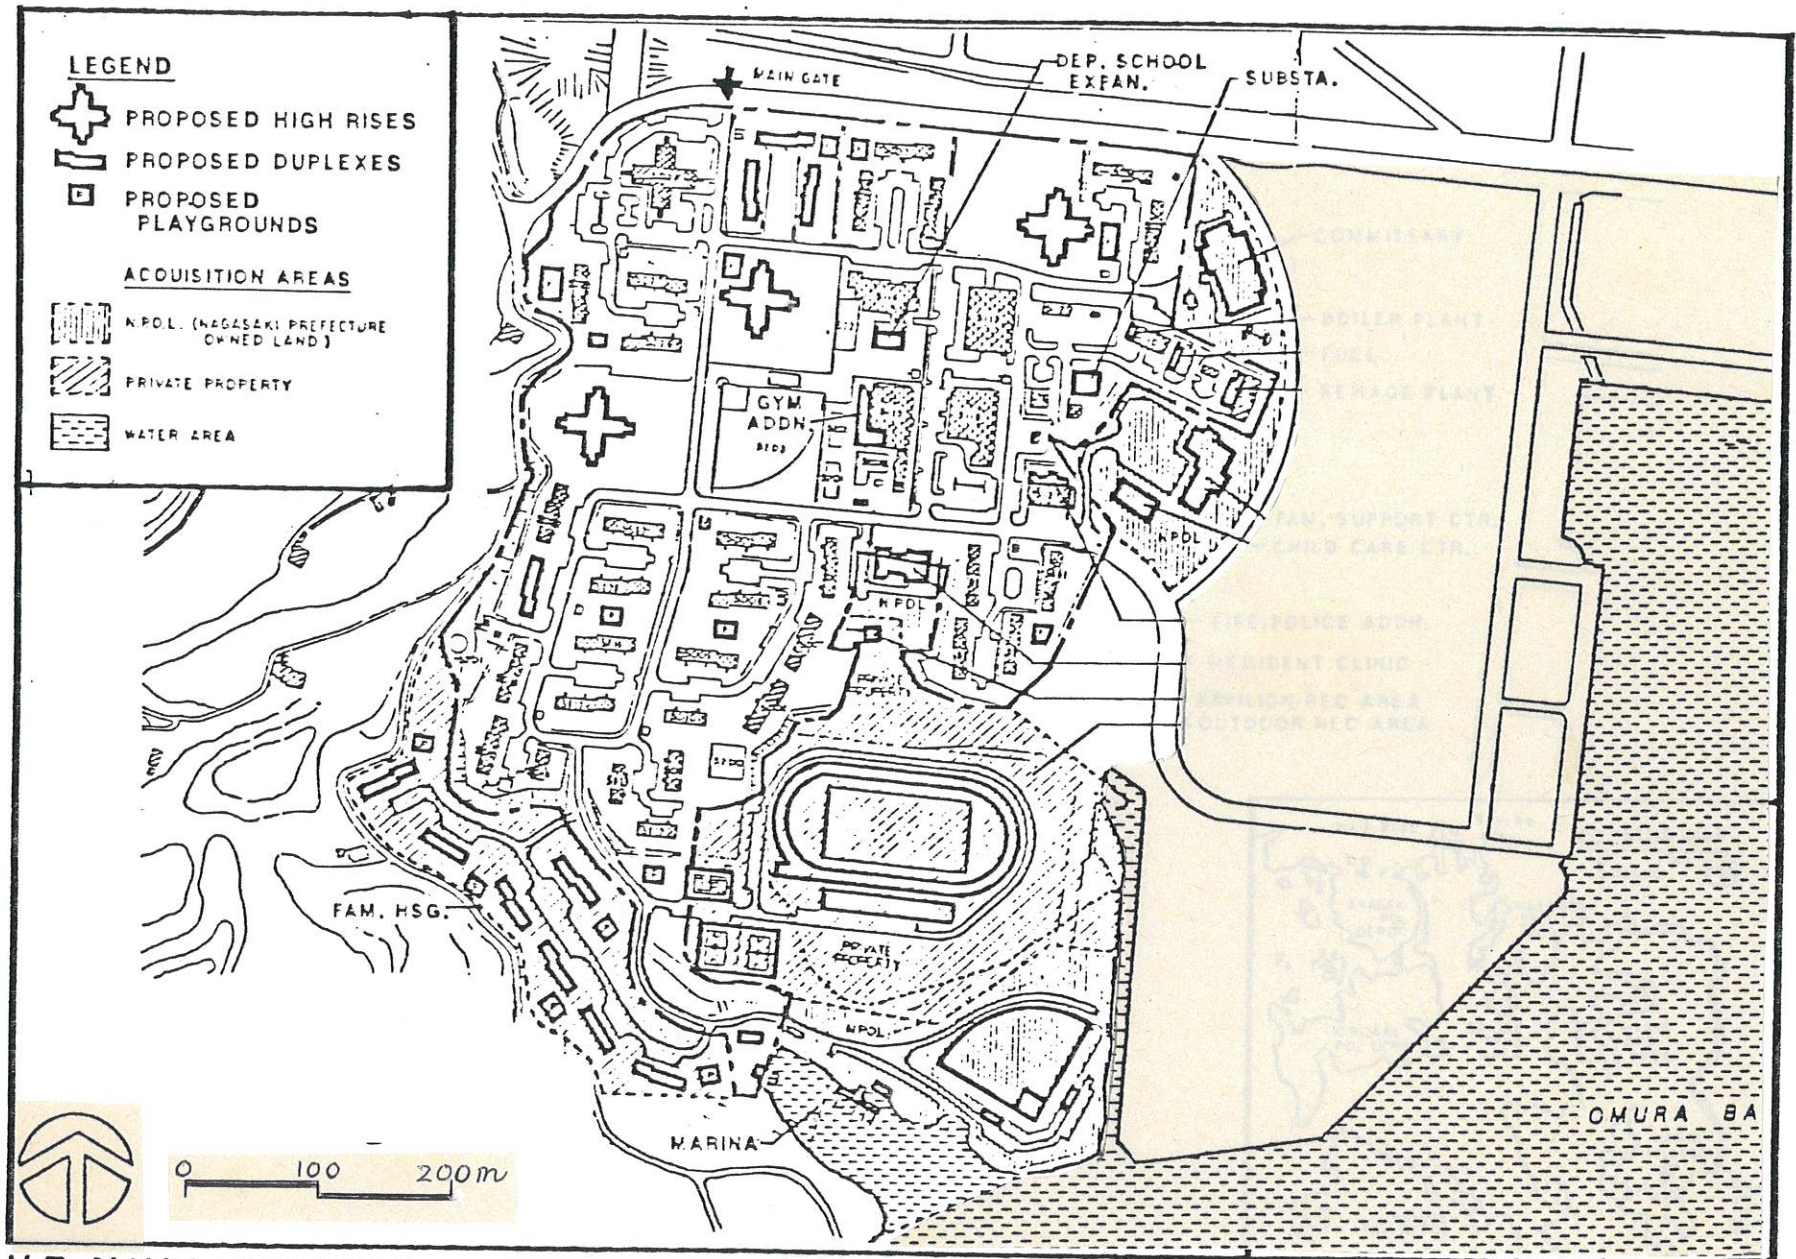 LEGEND
PROPOSED HIGH RISES
PROPOSED DUPLEXES
P
PROPOSED
PLAYGROUNDS
ACQUISITION AREAS
N.P.O.L. (NAGASAKI PREFECTURE
OWNED LAND)
PRIVATE PROPERTY
WATER AREA
MAIN GATE
DEP. SCHOOL
EXPAN.
SUBSTA.
COMMISSARY
BOILER PLANT
FUEL
SEWAGE PLANT
GYM
ADDN
NPOL
FAM. SUPPORT CTR.
CHILD CARE CTR.
NPOL
FIRE/POLICE ADDN.
RESIDENT CLINIC
PAVILION REC AREA
OUTDOOR REC AREA
PRIVATE
PROPERTY
FAM. HSG.
PRIVATE
PROPERTY
NPOL
MARINA
OMURA BA
0 100 200m